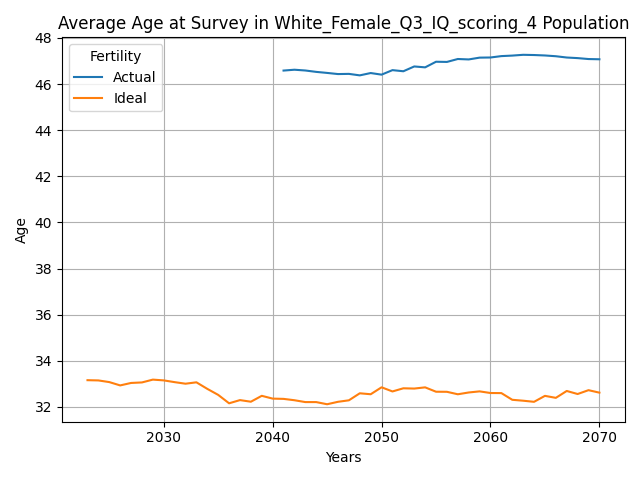 Average Age at Survey in White_Female_Q3_IQ_scoring_4 Population
Fertility
Actual
Ideal
48
46
44
42
40
38
36
34
32
Age
2030 2040 2050 2060 2070
Years